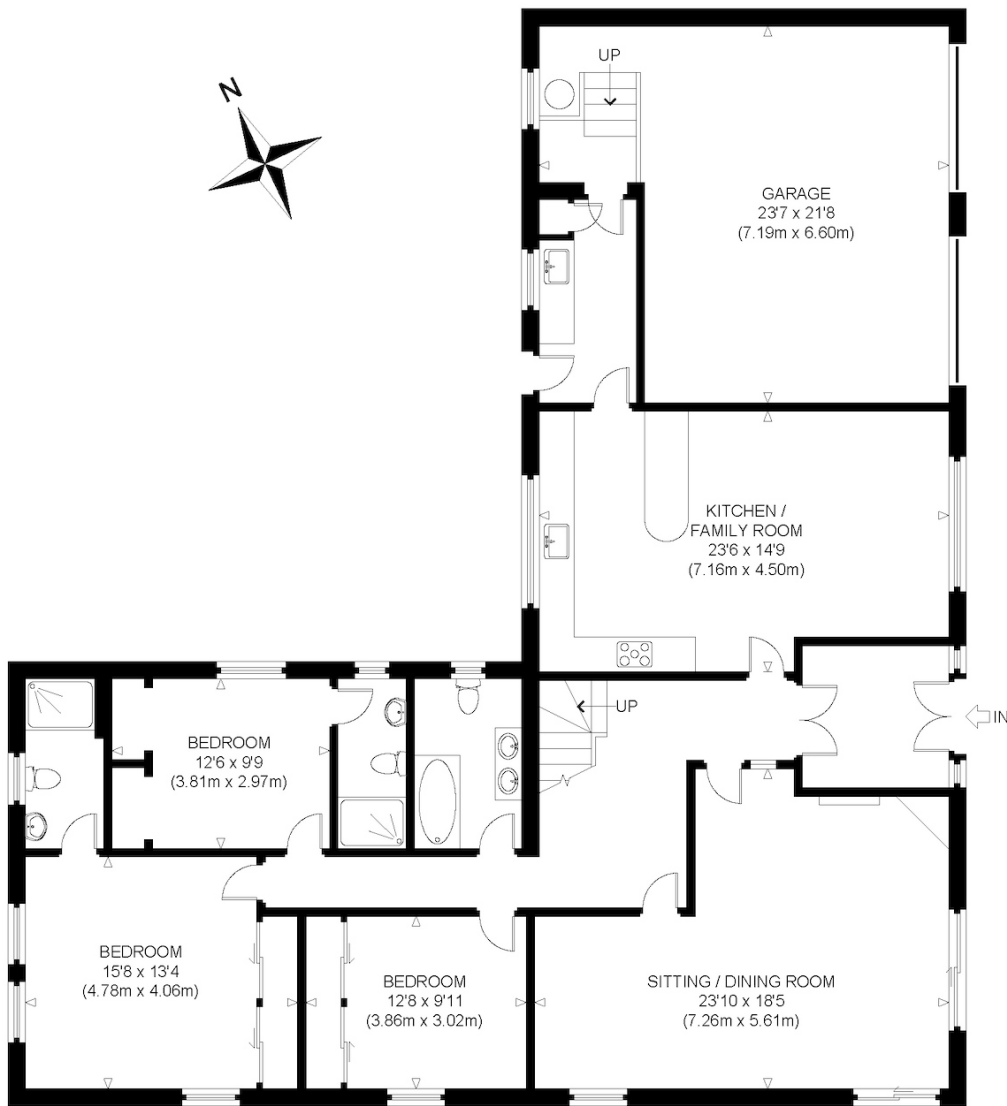 N
UP
GARAGE
23'7 x 21'8
(7.19m x 6.60m)
KITCHEN /
FAMILY ROOM
23'6 x 14'9
(7.16m x 4.50m)
UP
IN
BEDROOM
12'6 x 9'9
(3.81m x 2.97m)
BEDROOM
15'8 x 13'4
(4.78m x 4.06m)
BEDROOM
12'8 x 9'11
(3.86m x 3.02m)
SITTING / DINING ROOM
23'10 x 18'5
(7.26m x 5.61m)